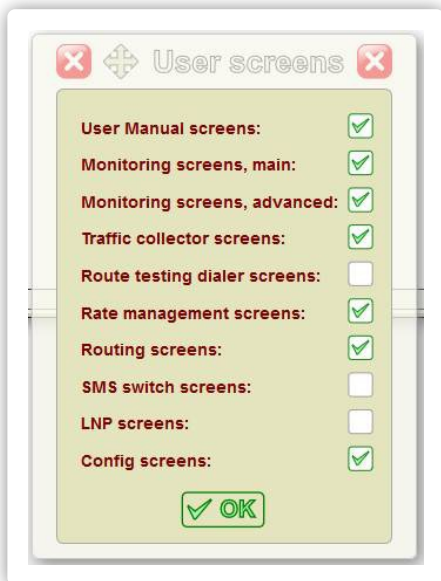 User screens
User Manual screens:
Monitoring screens, main:
Monitoring screens, advanced:
Traffic collector screens:
Route testing dialer screens:
Rate management screens:
Routing screens:
SMS switch screens:
LNP screens:
Config screens:
OK